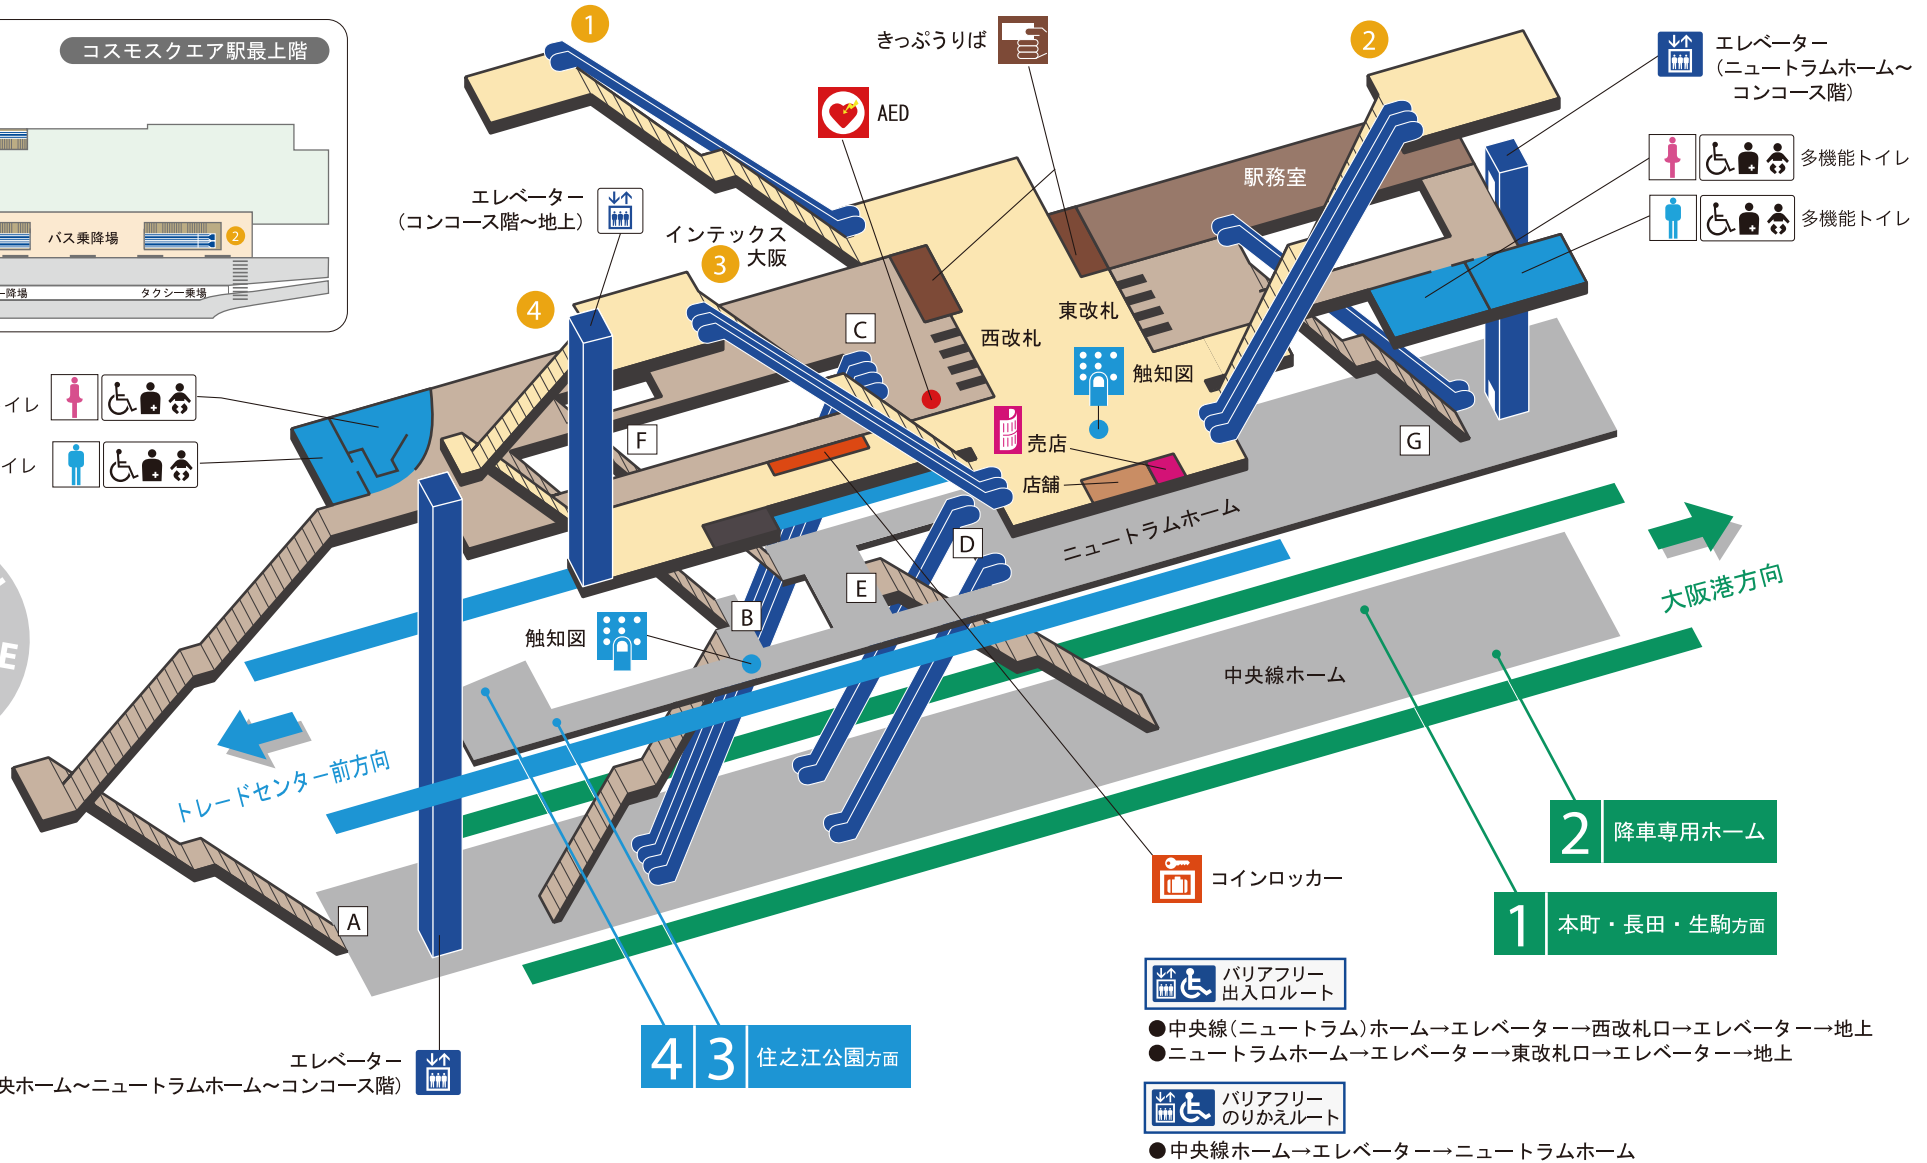 コスモスクエア駅最上階
バス乗降場
2
ー降場
タクシー乗場
1
きっぷうりば
2
エレベーター
（ニュートラムホーム～
コンコース階）
AED
多機能トイレ
駅務室
多機能トイレ
エレベーター
（コンコース階～地上）
インテックス
大阪
3
4
C
東改札
西改札
触知図
イレ
F
売店
G
イレ
店舗
ニュートラムホーム
D
E
B
大阪港方向
触知図
E
中央線ホーム
トレードセンター前方向
2 降車専用ホーム
コインロッカー
A
1 本町・長田・生駒方面
バリアフリー
出入口ルート
●中央線（ニュートラム）ホーム→エレベーター→西改札口→エレベーター→地上
●ニュートラムホーム→エレベーター→東改札口→エレベーター→地上
4 3 住之江公園方面
エレベーター
央ホーム～ニュートラムホーム～コンコース階）
バリアフリー
のりかえルート
●中央線ホーム→エレベーター→ニュートラムホーム